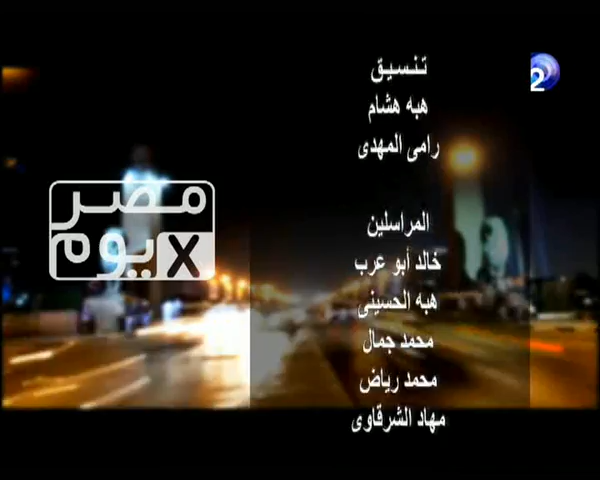 تنسيق
هبه هشام
رامى المهدى
المراسلين
خالد أبو عرب
هبه الحسينى
محمد جمال
محمد رياض
مهاد الشرقاوى
مصر
X يوم
2